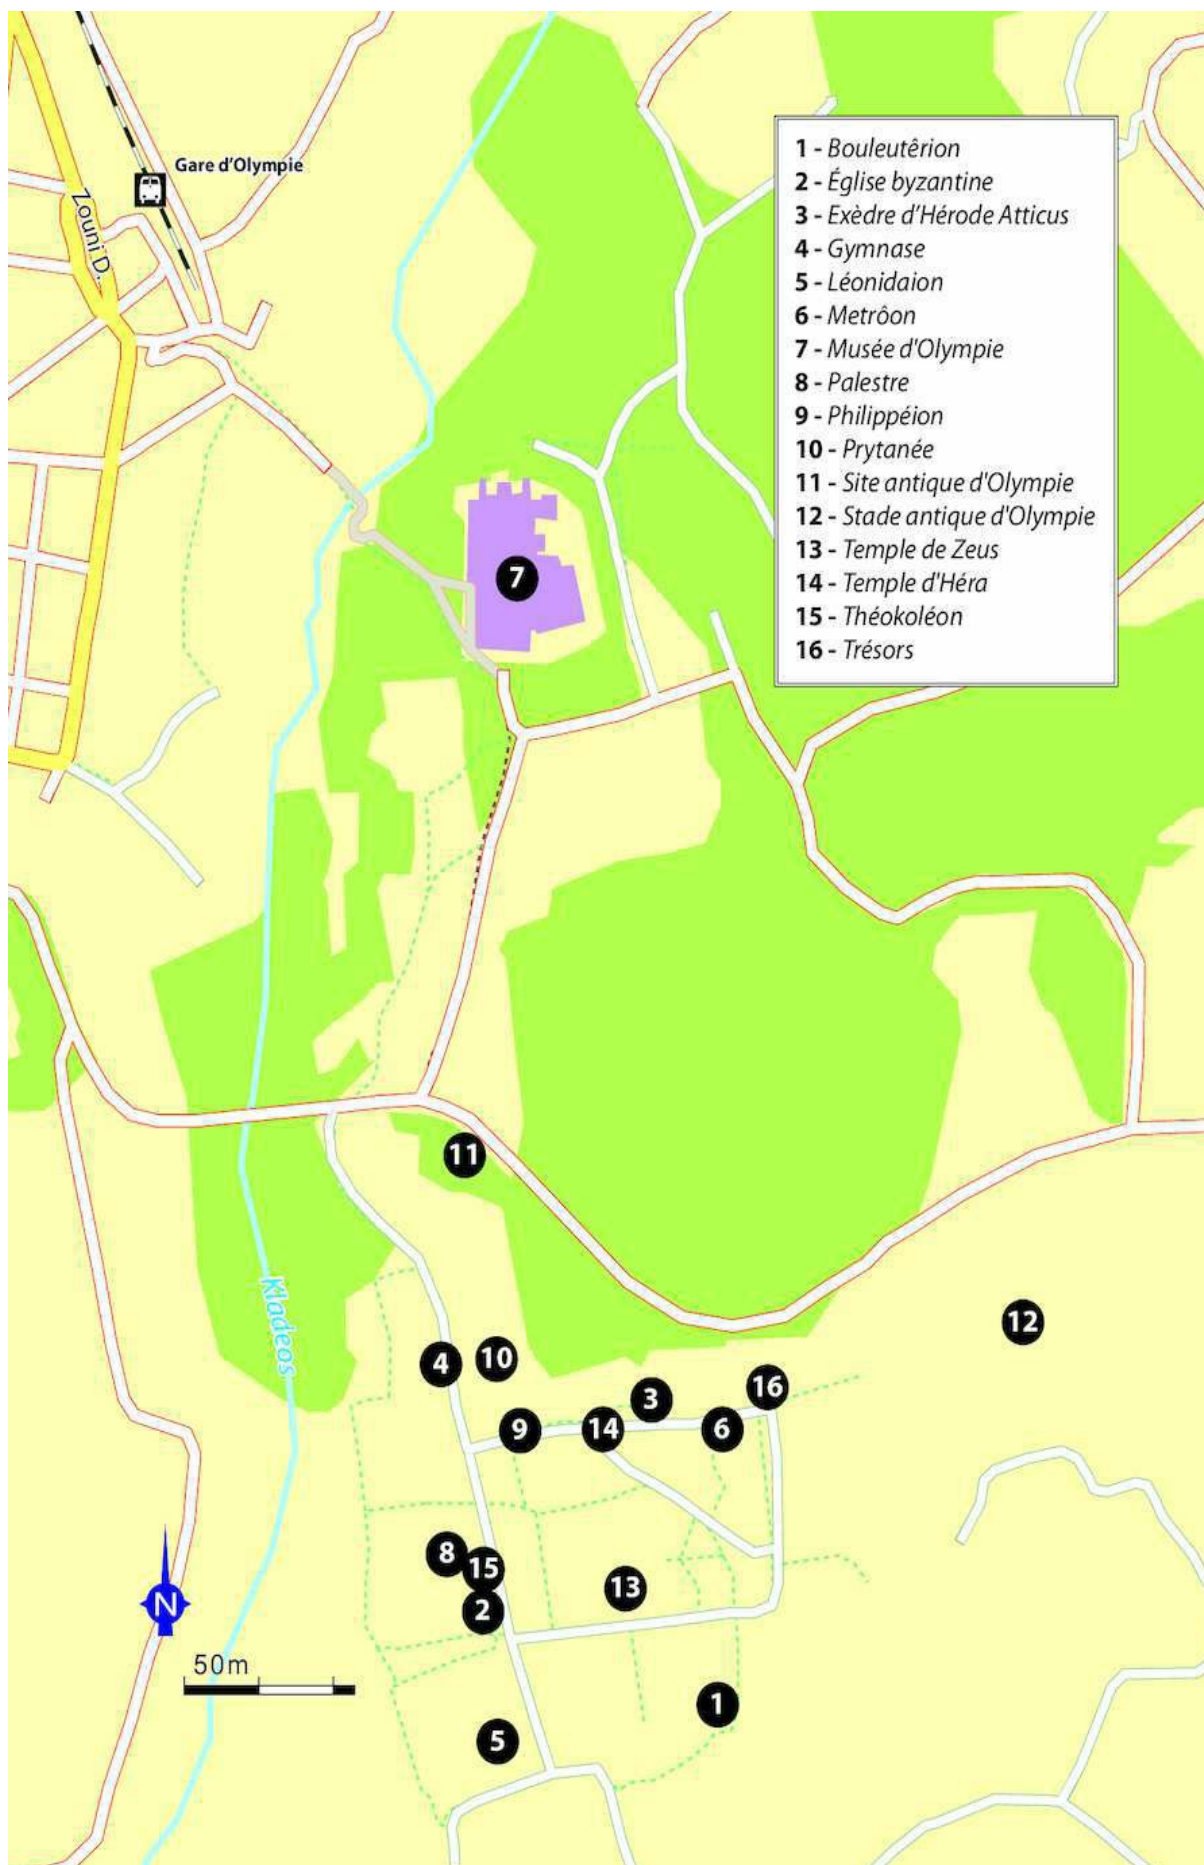 Gare d'Olympie
Zouni D.
1 - Bouleutêrion
2 - Église byzantine
3 - Exèdre d'Hérode Atticus
4 - Gymnase
5 - Léonidaion
6 - Metrôon
7 - Musée d'Olympie
8 - Palestre
9 - Philippéion
10 - Prytanée
11 - Site antique d'Olympie
12 - Stade antique d'Olympie
13 - Temple de Zeus
14 - Temple d'Héra
15 - Théokoléon
16 - Trésors
7
11
Kladeos
12
4
10
16
3
9
14
6
8
15
13
2
N
50m
1
5